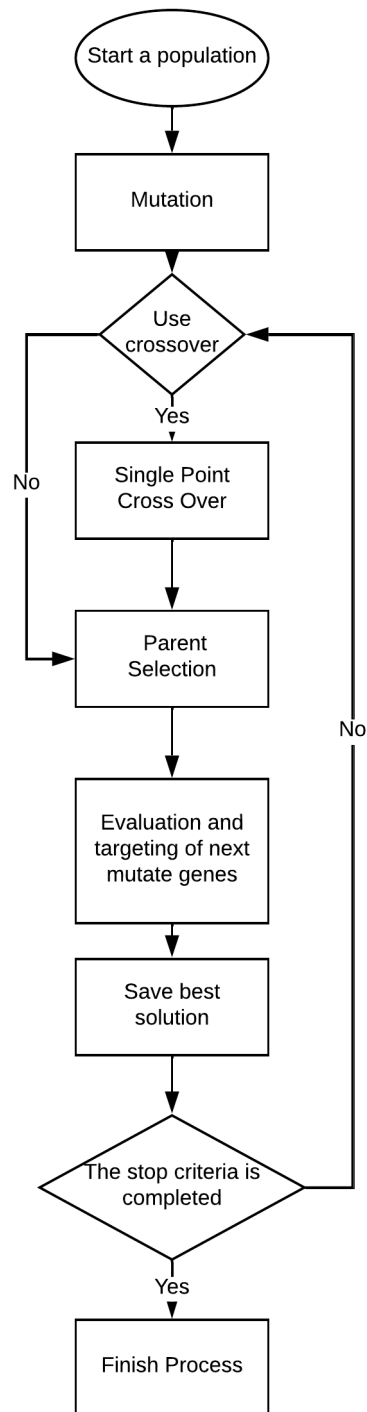 Start a population
Mutation
Use
crossover
Yes
No
Single Point
Cross Over
Parent
Selection
No
Evaluation and
targeting of next
mutate genes
Save best
solution
The stop criteria is
completed
Yes
Finish Process